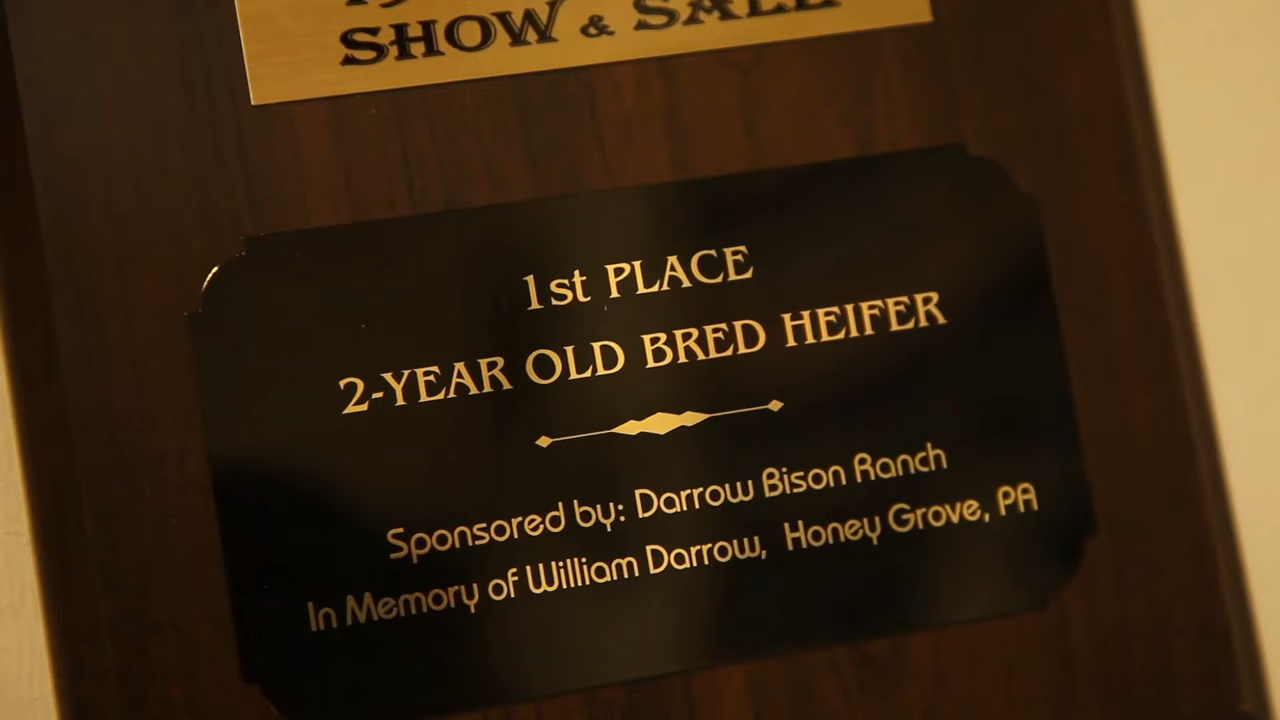 SHOW & SALE
1st PLACE
2-YEAR OLD BRED HEIFER
Sponsored by: Darrow Bison Ranch
In Memory of William Darrow, Honey Grove, PA